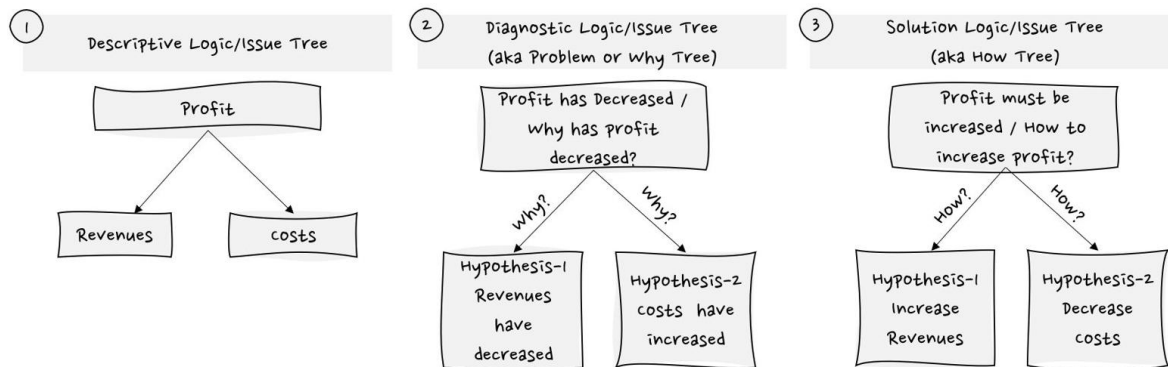 1
Descriptive Logic/Issue Tree
Profit
Revenues
costs
2
Diagnostic Logic/Issue Tree
(aka Problem or Why Tree)
Profit has Decreased /
Why has profit
decreased?
Why?
Why?
Hypothesis-1
Revenues
have
decreased
Hypothesis-2
costs have
increased
3
Solution Logic/Issue Tree
(aka How Tree)
Profit must be
increased / How to
increase profit?
How?
How?
Hypothesis-1
Increase
Revenues
Hypothesis-2
Decrease
costs